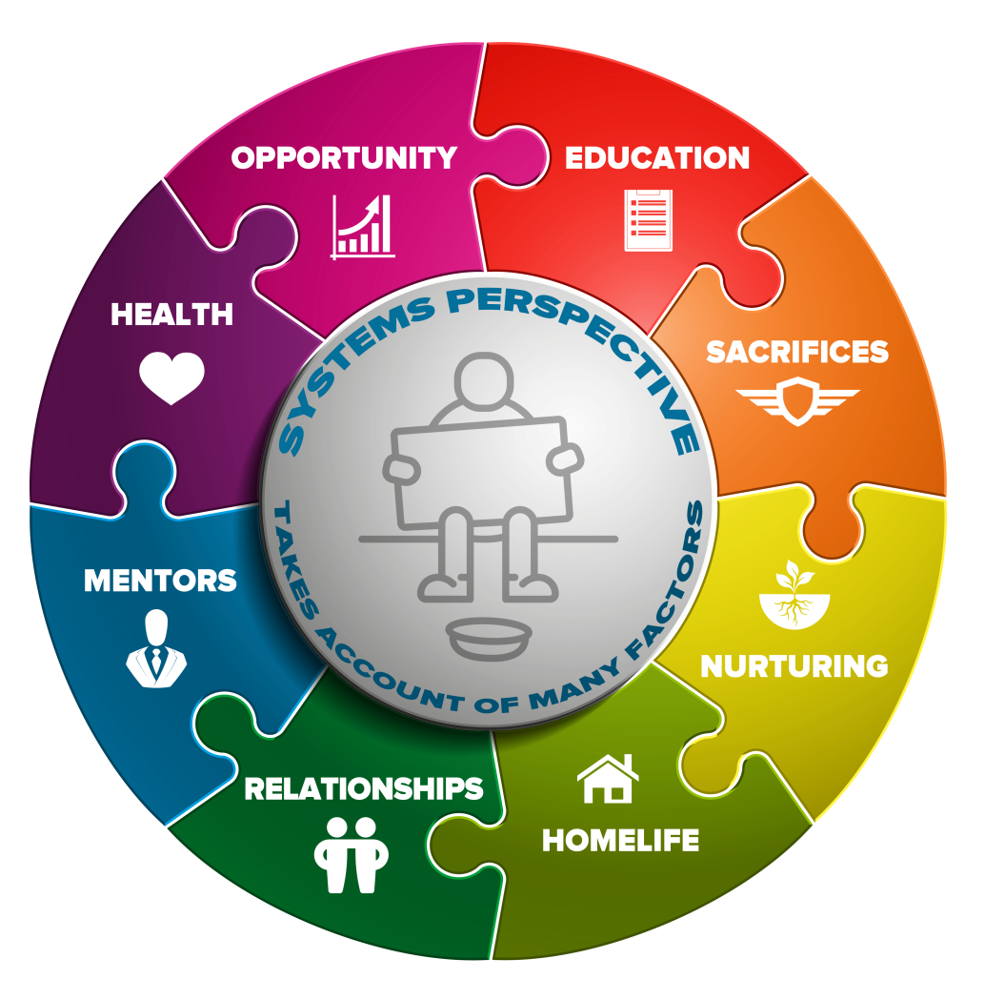 OPPORTUNITY
EDUCATION
SYSTEMS PERSPECTIVE
HEALTH
SACRIFICES
TAKES ACCOUNT OF MANY FACTORS
MENTORS
NURTURING
RELATIONSHIPS
HOMELIFE